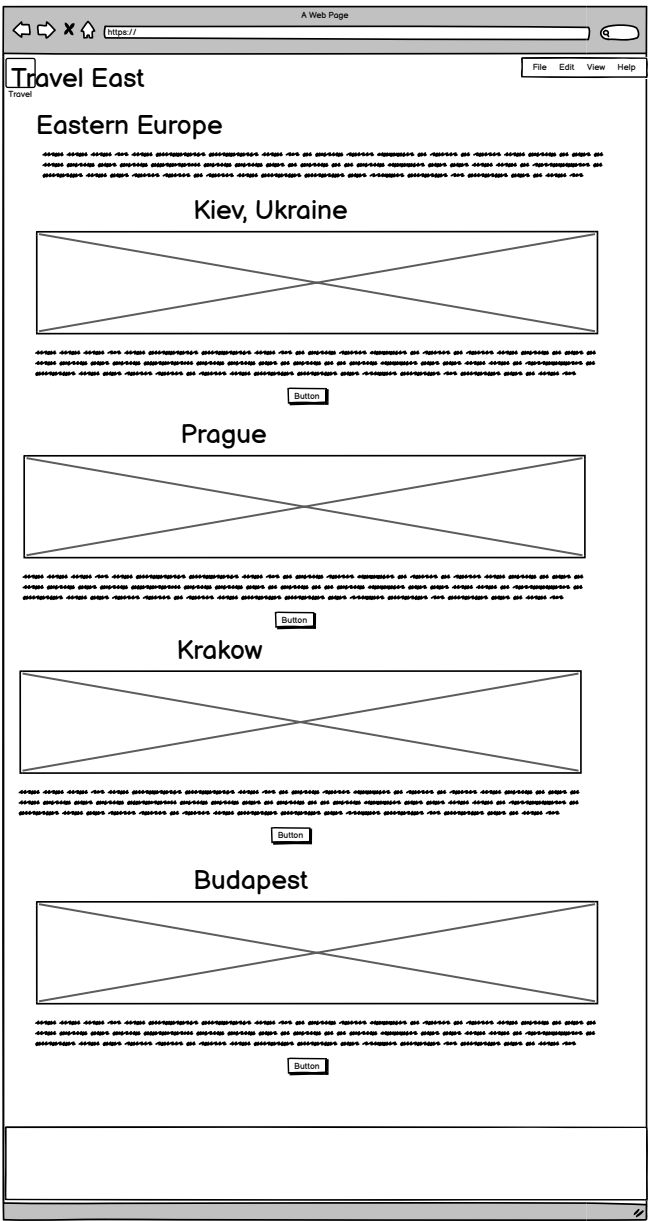 A Web Page
https://
Travel East
File Edit View Help
Travel
Eastern Europe
Kiev, Ukraine
Button
Prague
Button
Krakow
Button
Budapest
Button